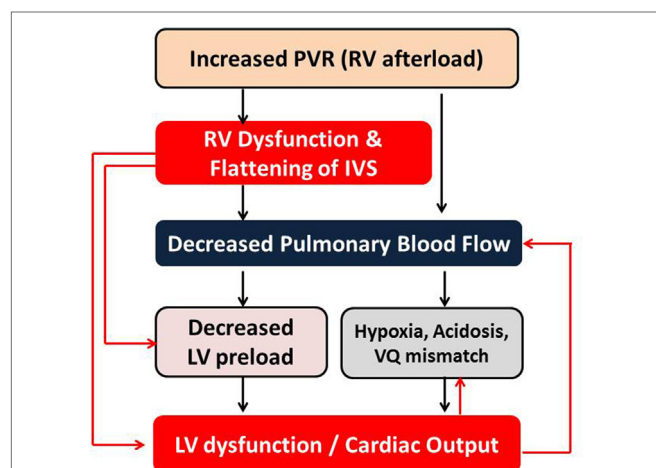 Increased PVR (RV afterload)
RV Dysfunction &
Flattening of IVS
Decreased Pulmonary Blood Flow
Decreased
LV preload
Hypoxia, Acidosis,
VQ mismatch
LV dysfunction / Cardiac Output